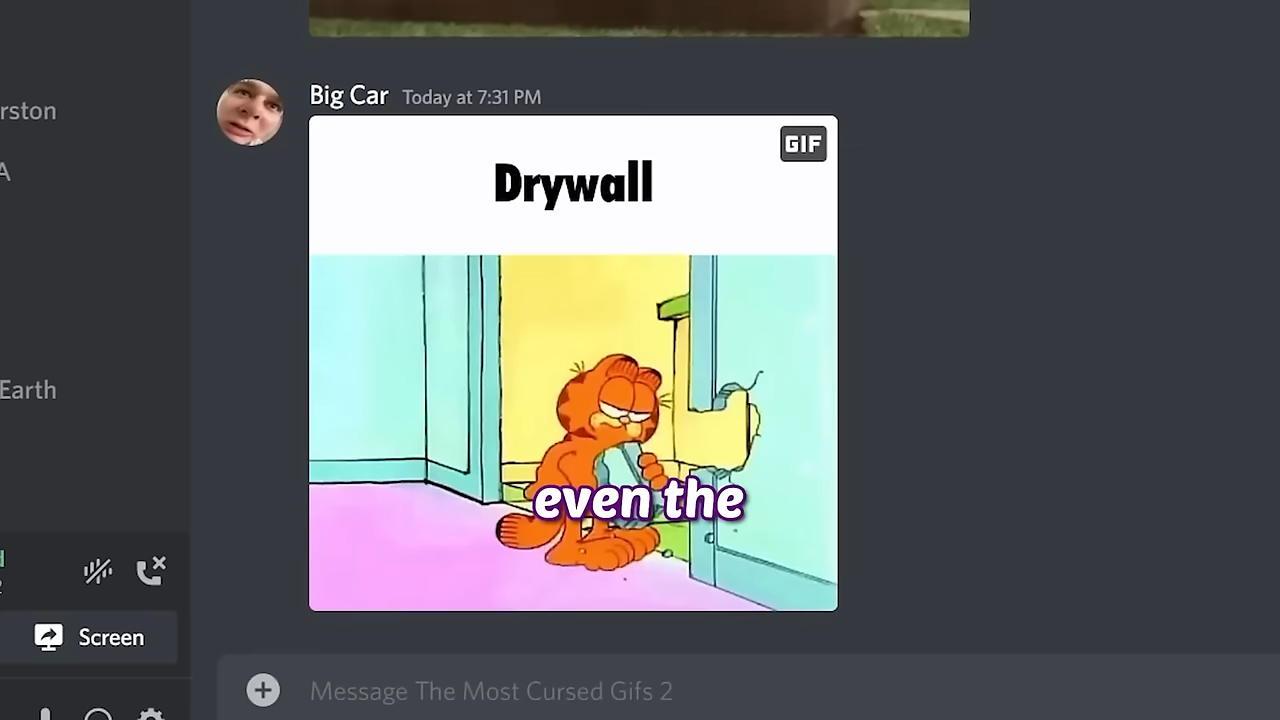 rston
A
Earth
Big Car Today at 7:31 PM
GIF
Drywall
even the
Screen
Message The Most Cursed Gifs 2